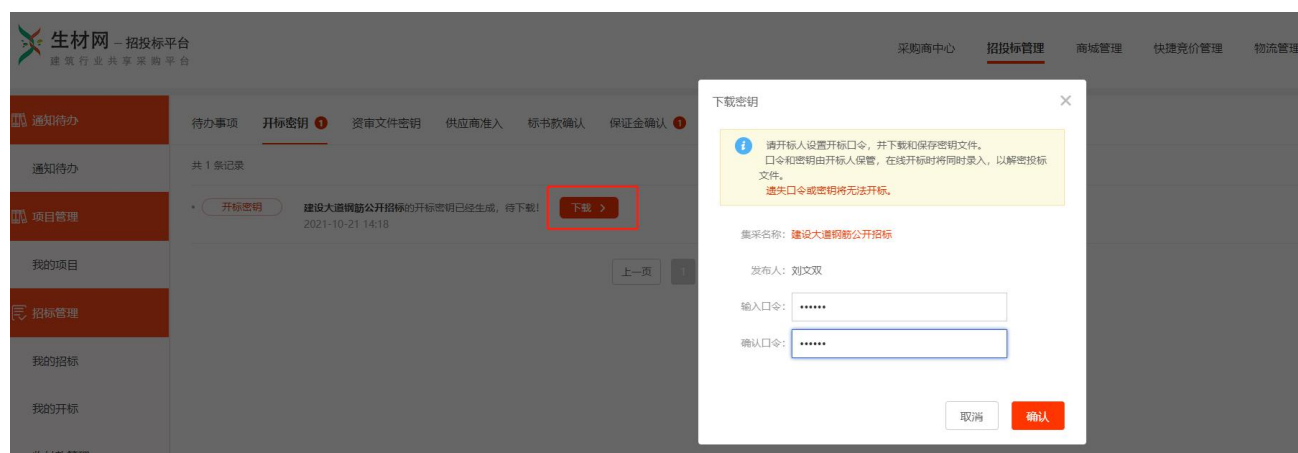 生材网 – 招投标平台
建筑行业共享采购平台
采购商中心 招投标管理 商城管理 快捷竞价管理 物流管理
通知待办
通知待办
项目管理
我的项目
招标管理
我的招标
我的开标
待办事项 开标密钥 1 资审文件密钥 供应商准入 标书款确认 保证金确认 1
共 1 条记录
开标密钥 建设大道钢筋公开招标的开标密钥已经生成，待下载! 下载 >
2021-10-21 14:18
上一页 1
下载密钥
请开标人设置开标口令，并下载和保存密钥文件。
口令和密钥由开标人保管，在线开标时将同时录入，以解密投标
文件。
遗失口令或密钥将无法开标。
集采名称: 建设大道钢筋公开招标
发布人: 刘文双
输入口令: ••••••
确认口令: ••••••
取消 确认